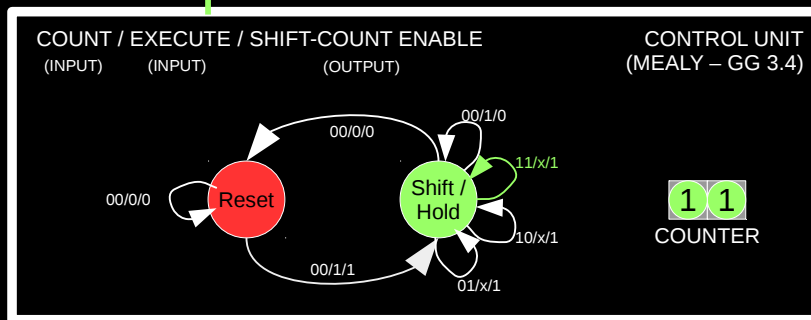 COUNT / EXECUTE / SHIFT-COUNT ENABLE
(INPUT) (INPUT) (OUTPUT)
CONTROL UNIT
(MEALY – GG 3.4)
00/0/0
00/1/0
11/x/1
00/0/0
Reset
Shift /
Hold
1 1
COUNTER
10/x/1
00/1/1
01/x/1